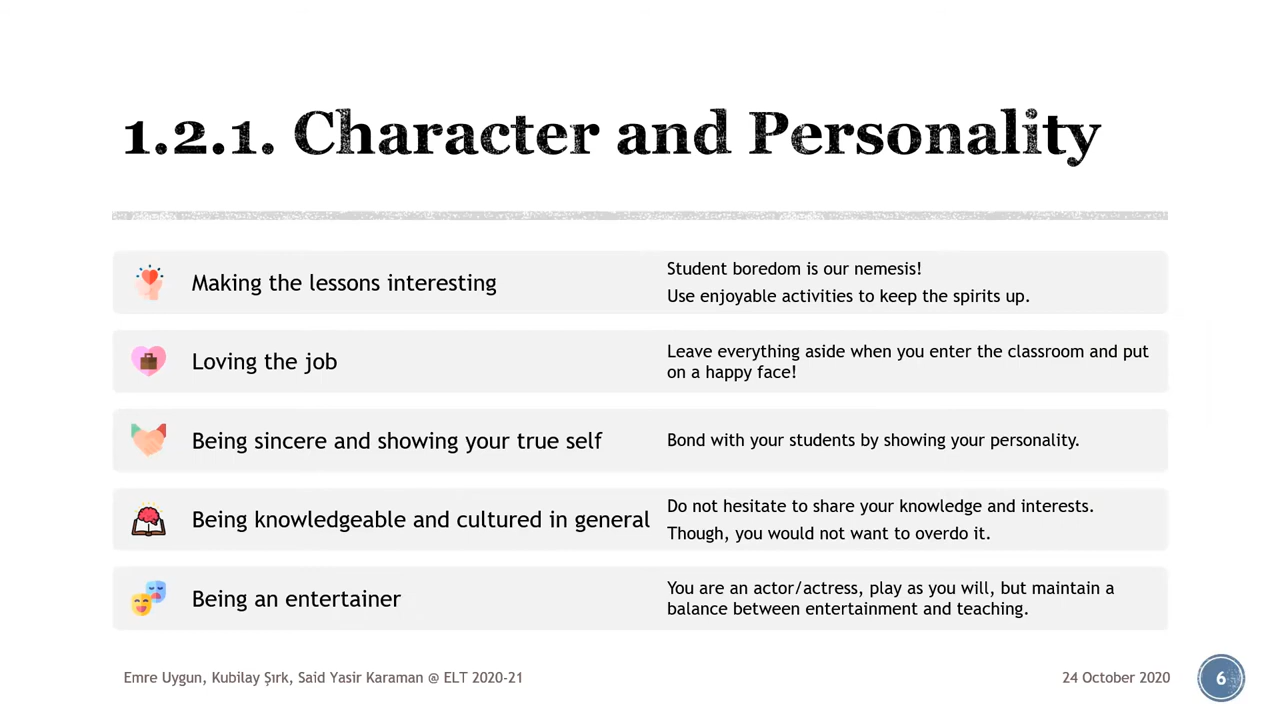 1.2.1. Character and Personality
Making the lessons interesting
Student boredom is our nemesis!
Use enjoyable activities to keep the spirits up.
Loving the job
Leave everything aside when you enter the classroom and put
on a happy face!
Being sincere and showing your true self
Bond with your students by showing your personality.
Being knowledgeable and cultured in general
Do not hesitate to share your knowledge and interests.
Though, you would not want to overdo it.
Being an entertainer
You are an actor/actress, play as you will, but maintain a
balance between entertainment and teaching.
Emre Uygun, Kubilay Şırk, Said Yasir Karaman @ ELT 2020-21
24 October 2020
6